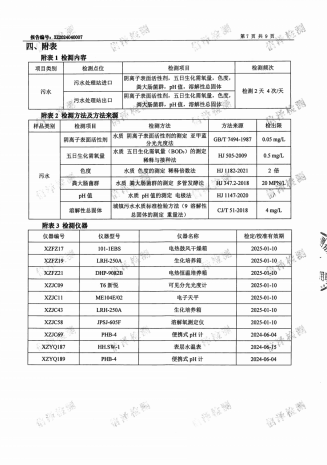 报告编号: XZ2024040007
第 7 页 共 8 页
四、附表
附表 1 检测内容
项目类别 检测点位 检测项目 检测频次
污水 污水处理站进口 阴离子表面活性剂，五日生化需氧量，色度，粪大肠菌群，pH 值，溶解性总固体 检测 2 天 4 次/天
污水处理站出口 阴离子表面活性剂，五日生化需氧量，色度，粪大肠菌群，pH 值，溶解性总固体
附表 2 检测方法及方法来源
样品类别 检测项目 检测方法 方法来源 检出限
污水 阴离子表面活性剂 水质 阴离子表面活性剂的测定 亚甲蓝分光光度法 GB/T 7494-1987 0.05 mg/L
五日生化需氧量 水质 五日生化需氧量（BOD₅）的测定 稀释与接种法 HJ 505-2009 0.5 mg/L
色度 水质 色度的测定 稀释倍数法 HJ 1182-2021 2 倍
粪大肠菌群 水质 粪大肠菌群的测定 多管发酵法 HJ 347.2-2018 20 MPN/L
pH 值 水质 pH 值的测定 电极法 HJ 1147-2020 /
溶解性总固体 城镇污水水质标准检验方法（9 溶解性总固体的测定 重量法） CJ/T 51-2018 4 mg/L
附表 3 检测仪器
仪器编号 仪器型号 仪器名称 检定/校准有效期
XZFZ17 101-1EBS 电热鼓风干燥箱 2025-01-10
XZFZ19 LRH-250A 生化培养箱 2025-01-10
XZFZ21 DHP-9082B 电热恒温培养箱 2025-01-10
XZJC09 T6 新悦 可见分光光度计 2025-01-10
XZJC11 ME104E/02 电子天平 2025-01-10
XZJC43 LRH-250A 生化培养箱 2025-01-10
XZJC58 JPSJ-605F 溶解氧测定仪 2025-01-10
XZJC69 PHB-4 便携式 pH 计 2024-06-04
XZYQ187 HH.SW-1 表层水温表 2024-06-15
XZYQ189 PHB-4 便携式 pH 计 2024-06-04